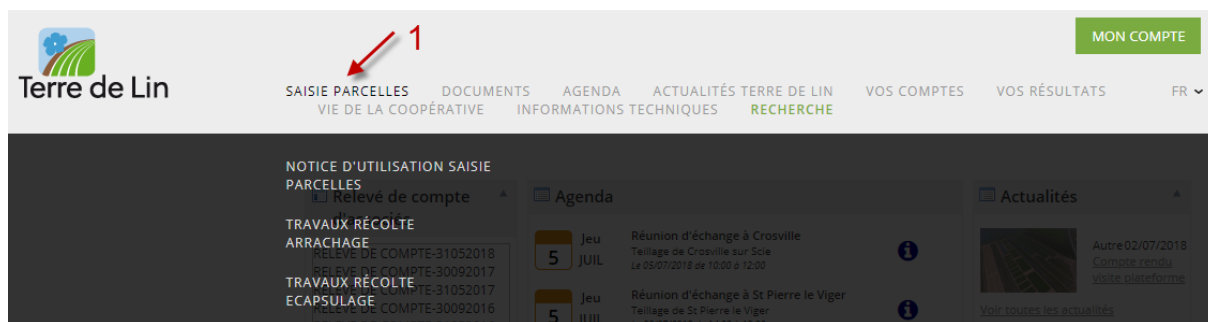 1
MON COMPTE
Terre de Lin
SAISIE PARCELLES DOCUMENTS AGENDA ACTUALITÉS TERRE DE LIN VOS COMPTES VOS RÉSULTATS FR
VIE DE LA COOPÉRATIVE INFORMATIONS TECHNIQUES RECHERCHE
NOTICE D'UTILISATION SAISIE
PARCELLES
TRAVAUX RÉCOLTE
ARRACHAGE
TRAVAUX RÉCOLTE
ECAPSULAGE
Relevé de compte
d'associés
RELEVE DE COMPTE-31052018
RELEVE DE COMPTE-30092017
RELEVE DE COMPTE-31052017
RELEVE DE COMPTE-30092016
Agenda
Jeu
5 JUIL
Réunion d'échange à Crosville
Teillage de Crosville sur Scie
Le 05/07/2018 de 10:00 à 12:00
Jeu
5 JUIL
Réunion d'échange à St Pierre le Viger
Teillage de St Pierre le Viger
Actualités
Autre 02/07/2018
Compte rendu
visite plateforme
Voir toutes les actualités